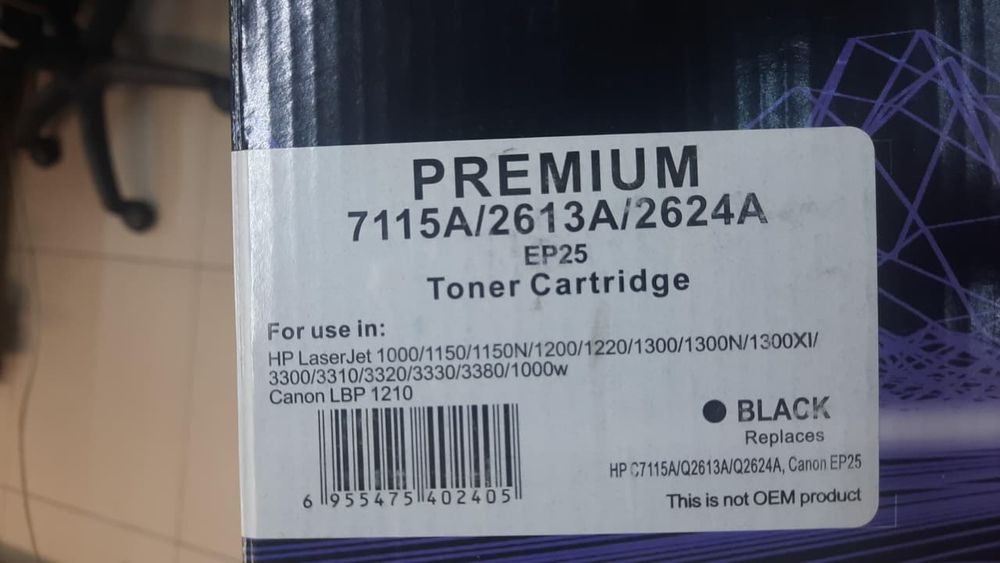 PREMIUM
7115A/2613A/2624A
EP25
Toner Cartridge
For use in:
HP LaserJet 1000/1150/1150N/1200/1220/1300/1300N/1300XI/
3300/3310/3320/3330/3380/1000w
Canon LBP 1210
BLACK
Replaces
HP C7115A/Q2613A/Q2624A, Canon EP25
This is not OEM product
6 955475 402405